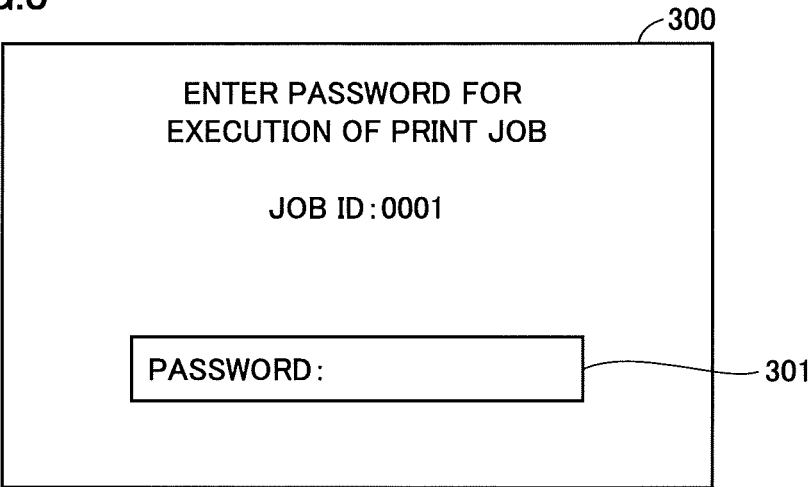 300
ENTER PASSWORD FOR
EXECUTION OF PRINT JOB
JOB ID:0001
PASSWORD:
301